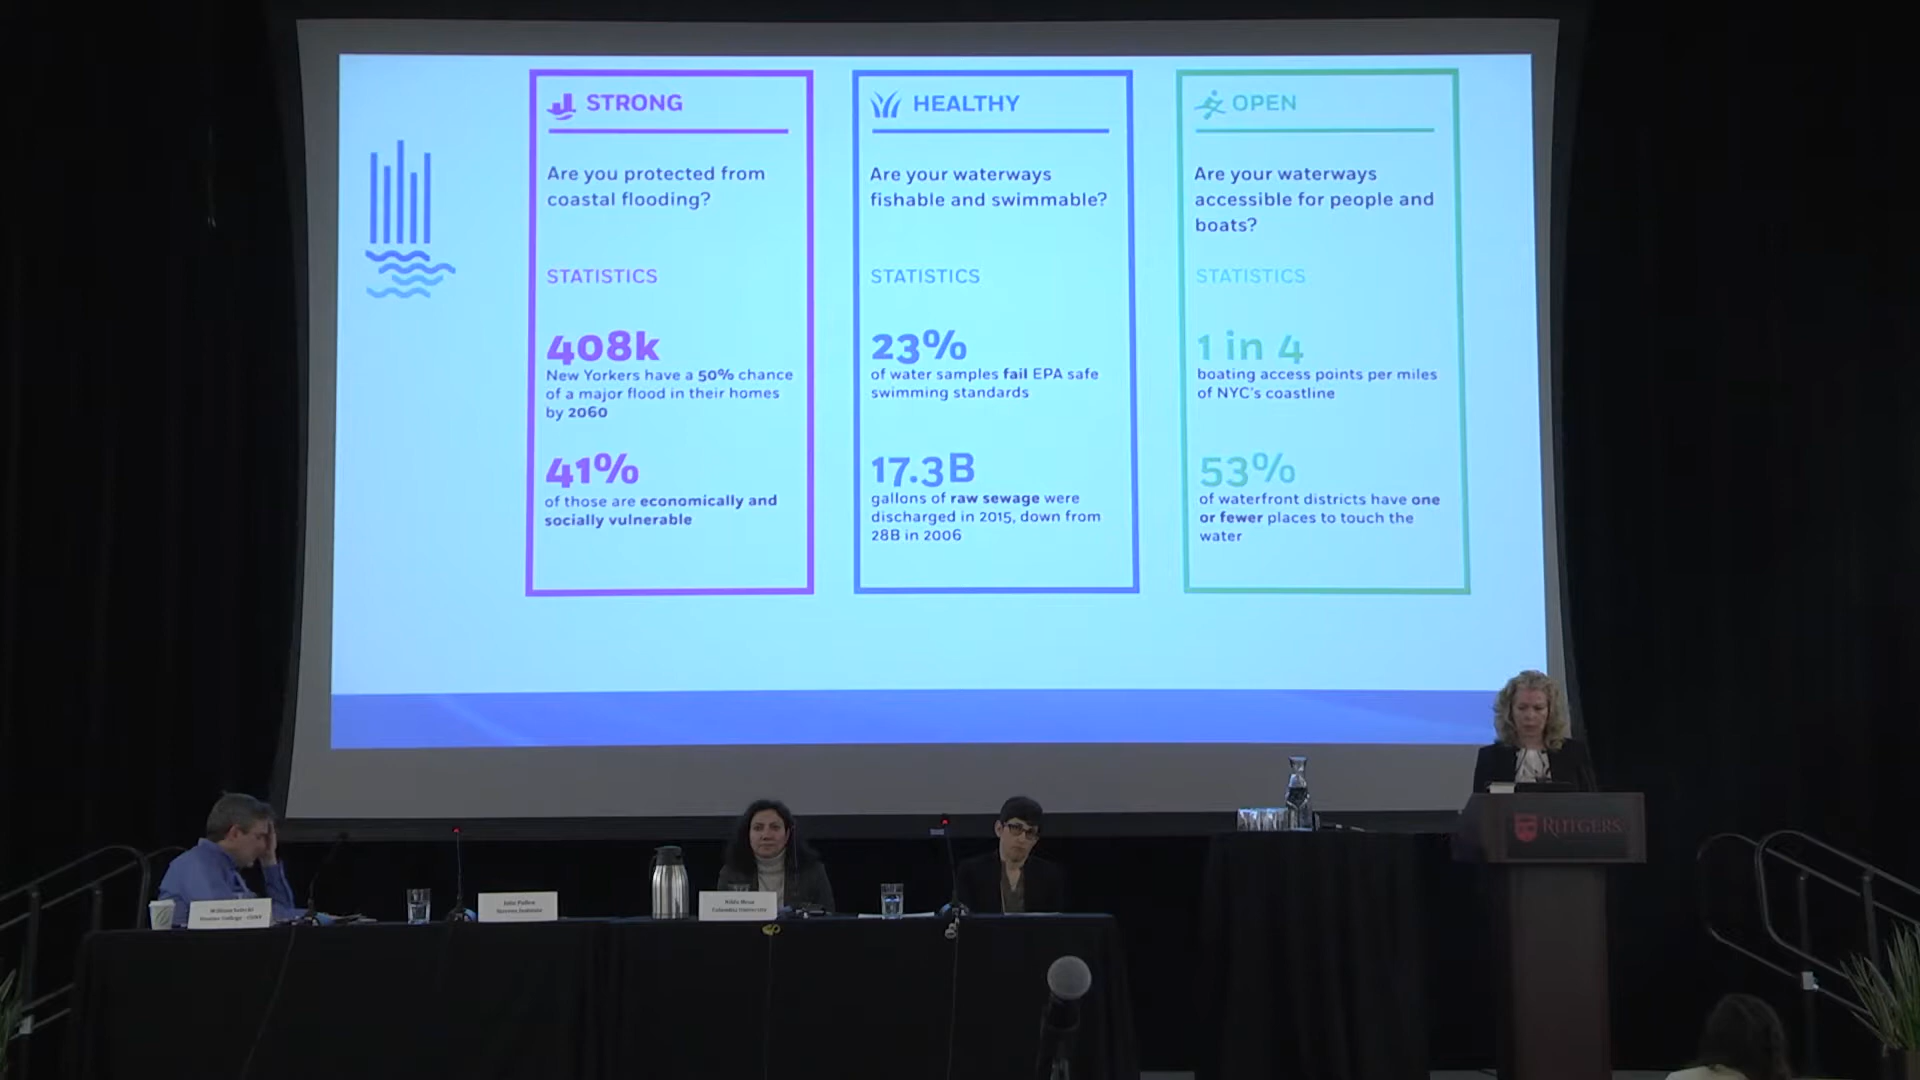 STRONG
Are you protected from
coastal flooding?
STATISTICS
408k
New Yorkers have a 50% chance
of a major flood in their homes
by 2060
41%
of those are economically and
socially vulnerable
HEALTHY
Are your waterways
fishable and swimmable?
STATISTICS
23%
of water samples fail EPA safe
swimming standards
17.3B
gallons of raw sewage were
discharged in 2015, down from
28B in 2006
OPEN
Are your waterways
accessible for people and
boats?
STATISTICS
1 in 4
boating access points per miles
of NYC's coastline
53%
of waterfront districts have one
or fewer places to touch the
water
RUTGERS
Columbia University